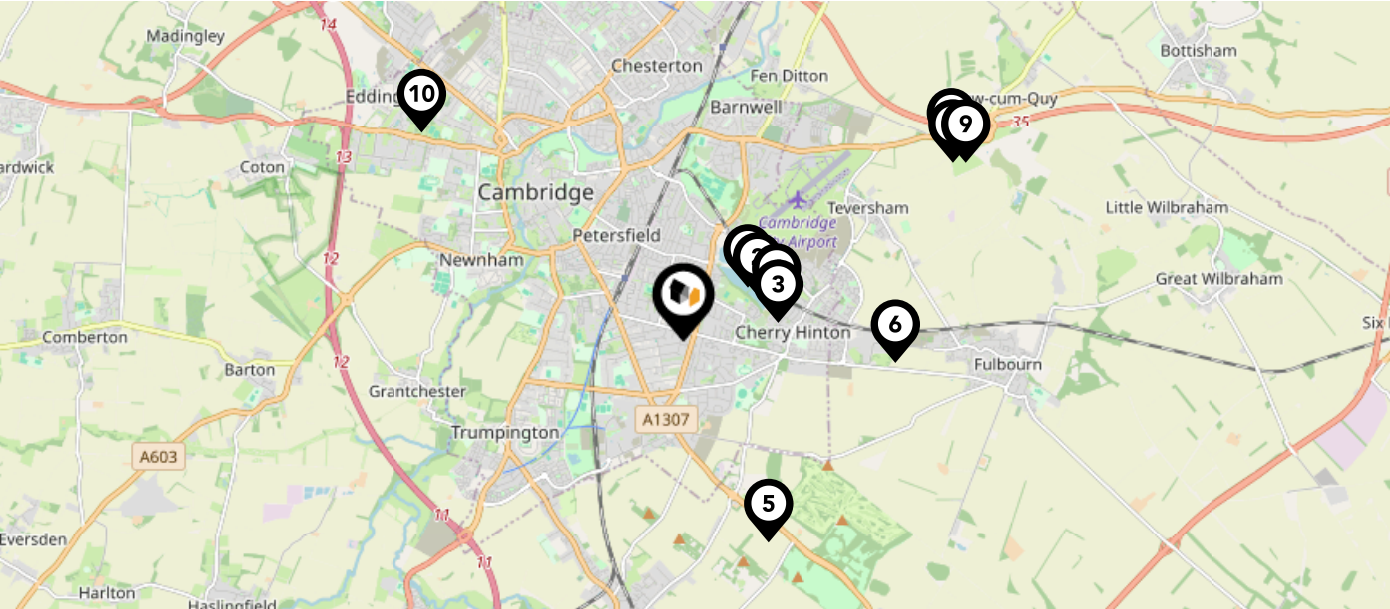 14
Madingley
Chesterton
Bottisham
Fen Ditton
10
Edding
w-cum-Quy
Barnwell
9
35
13
Coton
ardwick
Cambridge
Teversham
Little Wilbraham
Cambridge
y Airport
Petersfield
12
Newnham
Great Wilbraham
3
6
Six
Comberton
Cherry Hinton
12
Barton
Fulbourn
Grantchester
A1307
Trumpington
A603
5
11
Eversden
11
Harlton
Haslingfield